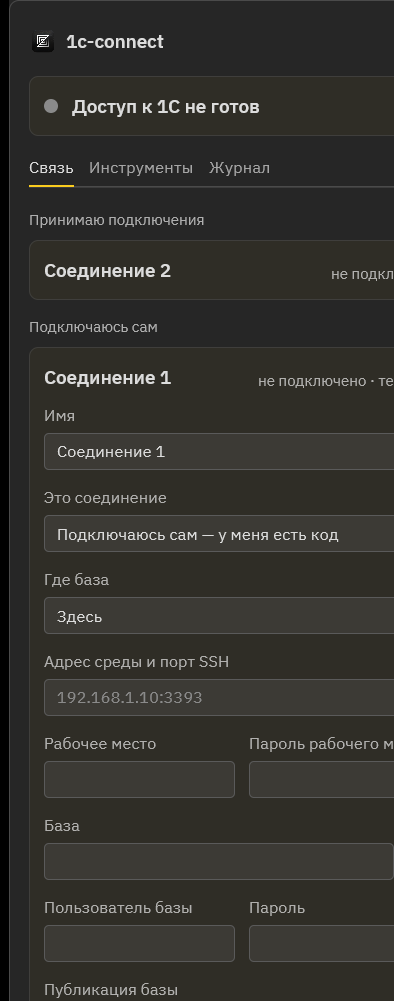 1c-connect
Доступ к 1С не готов
Связь Инструменты Журнал
Принимаю подключения
Соединение 2 не подкл
Подключаюсь сам
Соединение 1 не подключено · те
Имя
Соединение 1
Это соединение
Подключаюсь сам — у меня есть код
Где база
Здесь
Адрес среды и порт SSH
192.168.1.10:3393
Рабочее место Пароль рабочего м
База
Пользователь базы Пароль
Публикация базы